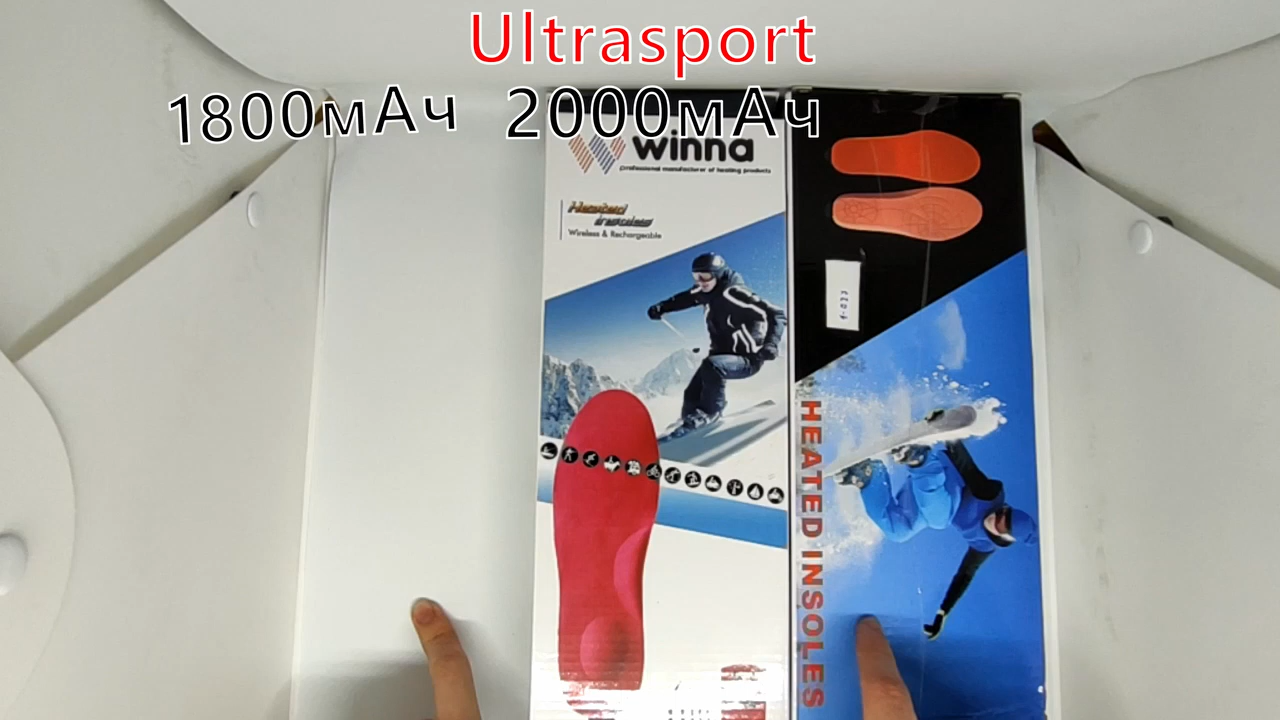 Ultrasport
1800мАч 2000мАч
winna
professional manufacturer of heating products
Heated
insoles
Wireless & Rechargeable
HEATED INSOLES